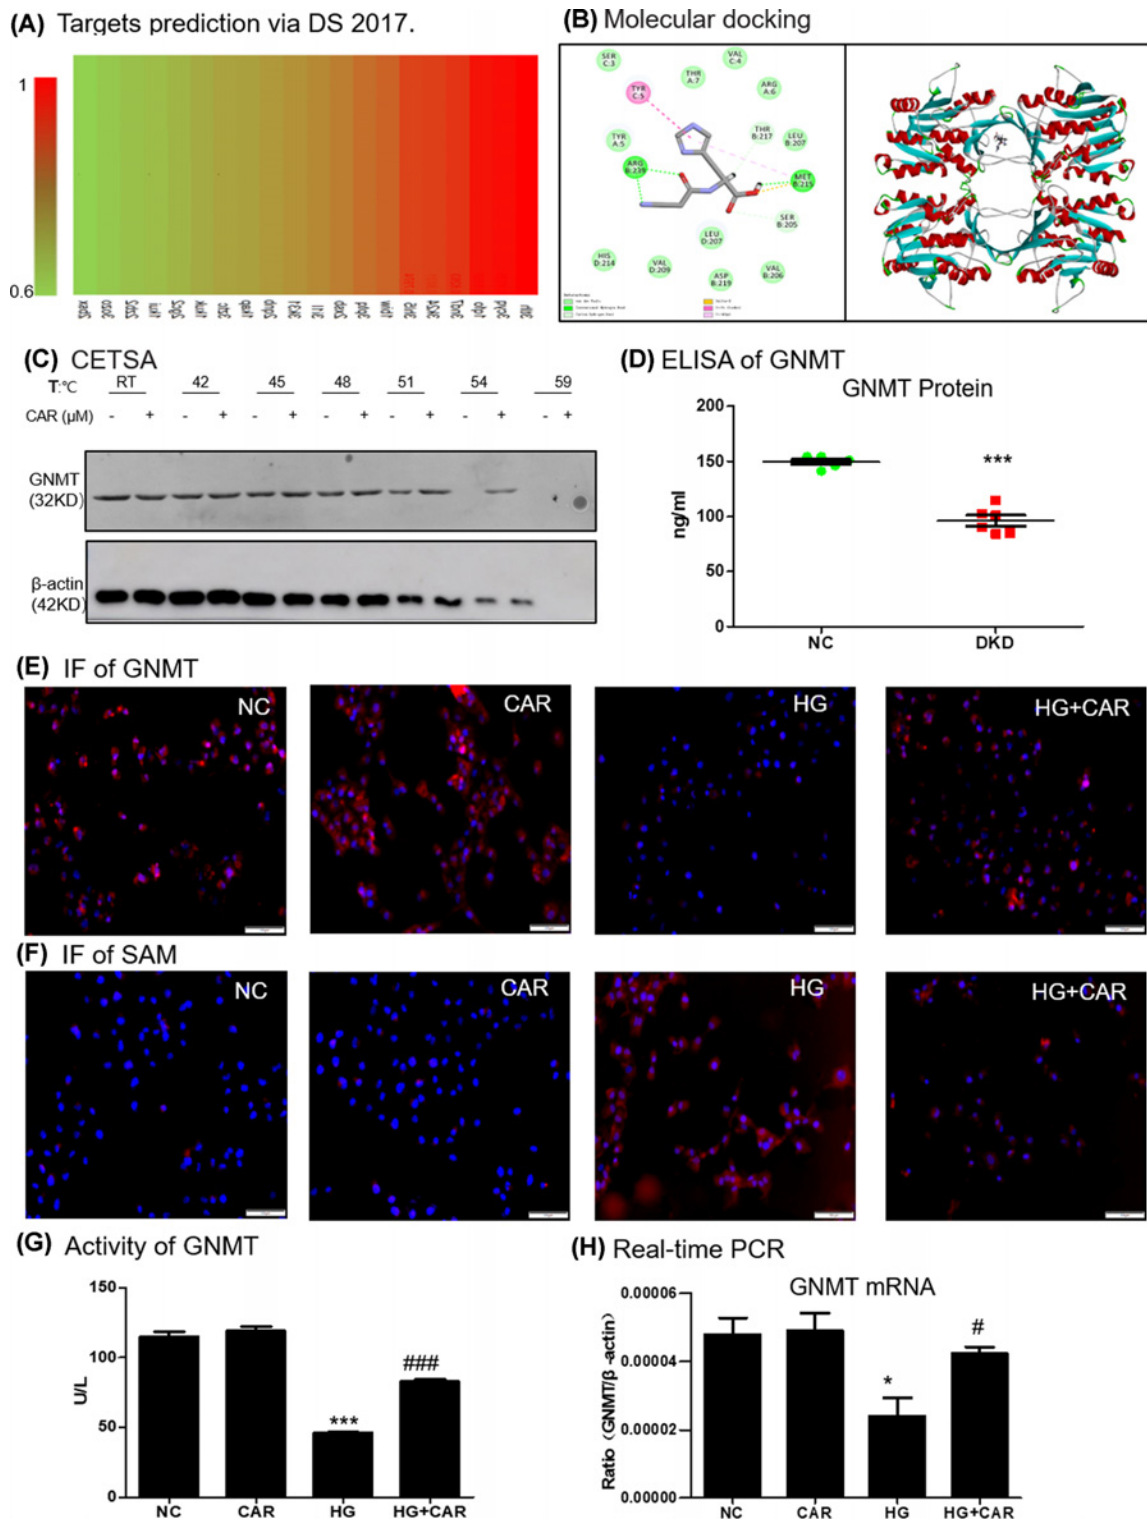 (A) Targets prediction via DS 2017.
1
0.6
(B) Molecular docking
SER C:3
VAL C:4
THR A:7
TYR C:5
ARG A:6
THR B:217
LEU B:207
TYR A:5
ARG B:239
MET B:215
SER B:205
LEU D:207
HIS D:214
VAL D:209
ASP B:219
VAL B:206
(C) CETSA
T:℃ RT 42 45 48 51 54 59
CAR (μM) - + - + - + - + - + - + - +
GNMT (32KD)
β-actin (42KD)
(D) ELISA of GNMT
GNMT Protein
ng/ml
200
150
100
50
0
***
NC DKD
(E) IF of GNMT
NC CAR HG HG+CAR
(F) IF of SAM
NC CAR HG HG+CAR
(G) Activity of GNMT
U/L
150
100
50
0
***
###
NC CAR HG HG+CAR
(H) Real-time PCR
GNMT mRNA
Ratio (GNMT/β-actin)
0.00006
0.00004
0.00002
0.00000
*
#
NC CAR HG HG+CAR